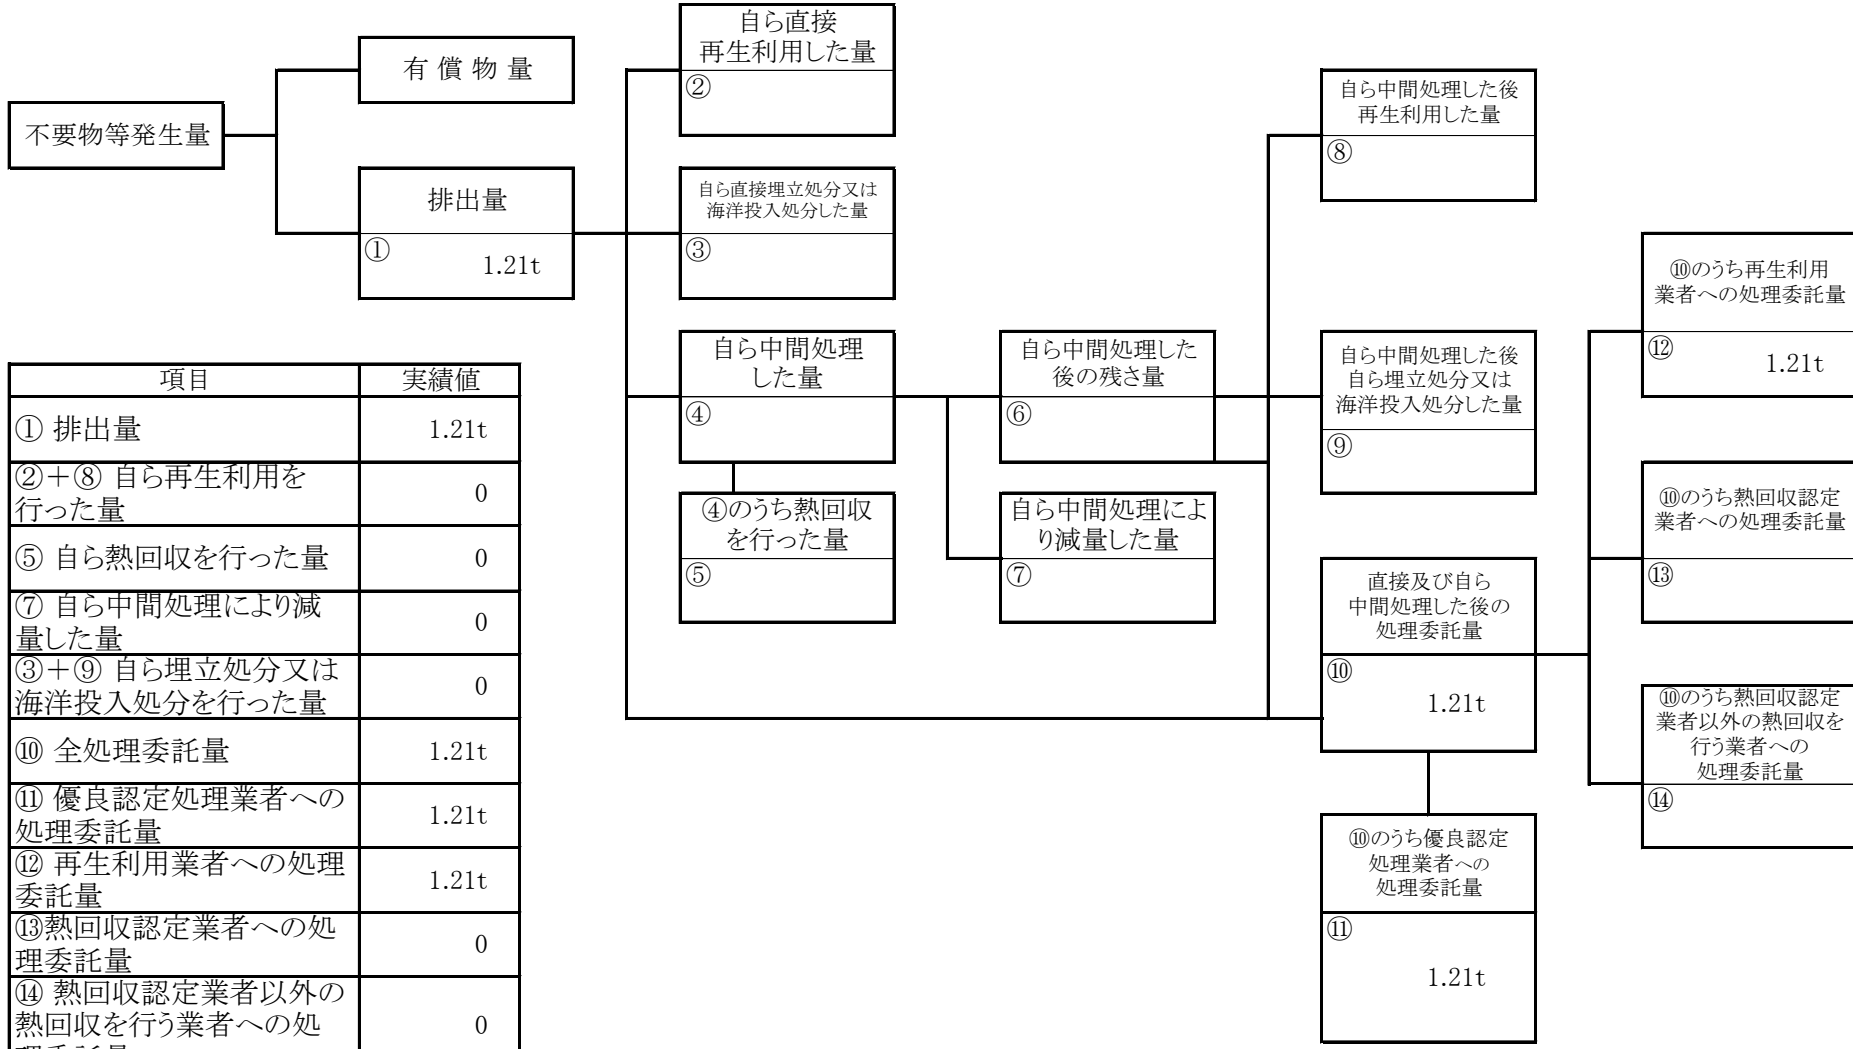 不要物等発生量
有 償 物 量
排出量
①
1.21t
自ら直接
再生利用した量
②
自ら直接埋立処分又は
海洋投入処分した量
③
自ら中間処理
した量
④
④のうち熱回収
を行った量
⑤
自ら中間処理した
後の残さ量
⑥
自ら中間処理によ
り減量した量
⑦
自ら中間処理した後
再生利用した量
⑧
自ら中間処理した後
自ら埋立処分又は
海洋投入処分した量
⑨
直接及び自ら
中間処理した後の
処理委託量
⑩
1.21t
⑩のうち優良認定
処理業者への
処理委託量
⑪
1.21t
⑩のうち再生利用
業者への処理委託量
⑫
1.21t
⑩のうち熱回収認定
業者への処理委託量
⑬
⑩のうち熱回収認定
業者以外の熱回収を
行う業者への
処理委託量
⑭
項目 実績値
① 排出量 1.21t
②＋⑧ 自ら再生利用を
行った量 0
⑤ 自ら熱回収を行った量 0
⑦ 自ら中間処理により減
量した量 0
③＋⑨ 自ら埋立処分又は
海洋投入処分を行った量 0
⑩ 全処理委託量 1.21t
⑪ 優良認定処理業者への
処理委託量 1.21t
⑫ 再生利用業者への処理
委託量 1.21t
⑬熱回収認定業者への処
理委託量 0
⑭ 熱回収認定業者以外の
熱回収を行う業者への処 0